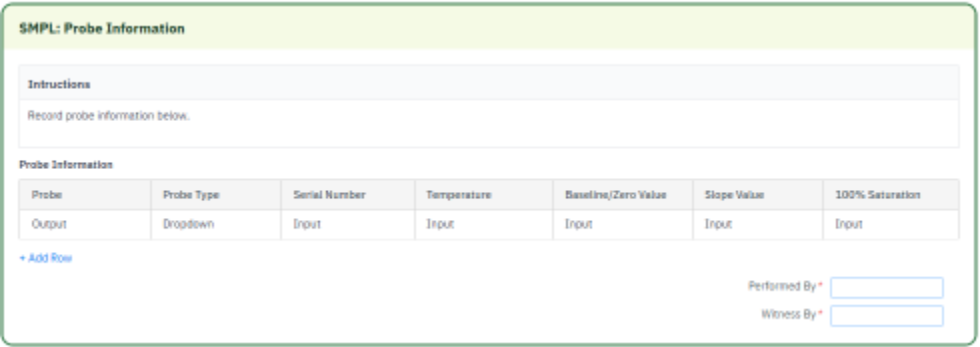 SMPL: Probe Information
Intructions
Record probe information below.
Probe Information
Probe Probe Type Serial Number Temperature Baseline/Zero Value Slope Value 100% Saturation
Output Dropdown Input Input Input Input Input
+ Add Row
Performed By *
Witness By *